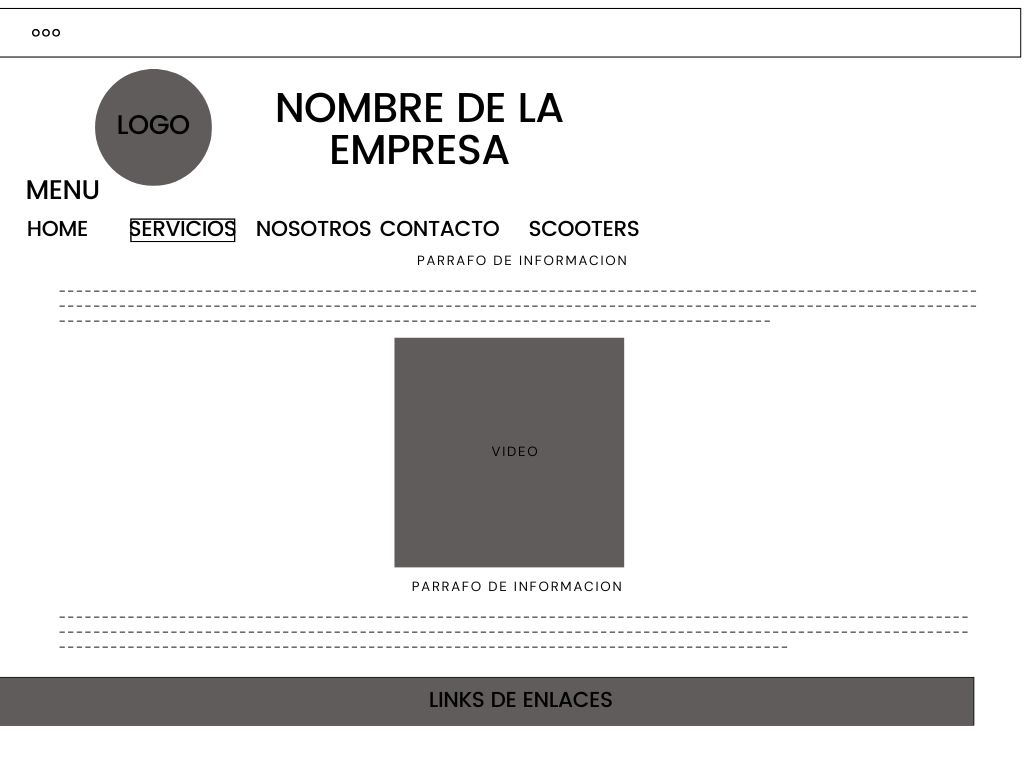 LOGO
NOMBRE DE LA
EMPRESA
MENU
HOME SERVICIOS NOSOTROS CONTACTO SCOOTERS
PARRAFO DE INFORMACION
VIDEO
PARRAFO DE INFORMACION
LINKS DE ENLACES